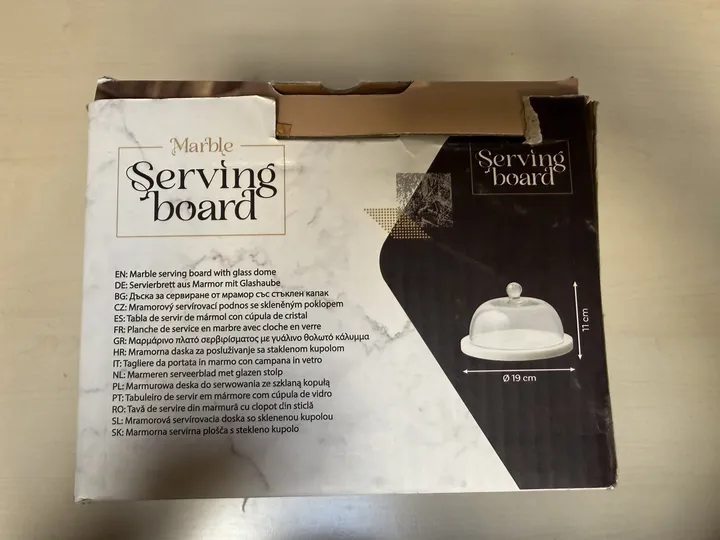 Marble
Serving
board
EN: Marble serving board with glass dome
DE: Servierbrett aus Marmor mit Glashaube
BG: Дъска за сервиране от мрамор със стъклен капак
CZ: Mramorový servírovací podnos se skleněným poklopem
ES: Tabla de servir de mármol con cúpula de cristal
FR: Planche de service en marbre avec cloche en verre
GR: Μαρμάρινο πλατό σερβιρίσματος με γυάλινο θολωτό κάλυμμα
HR: Mramorna daska za posluživanje sa staklenom kupolom
IT: Tagliere da portata in marmo con campana in vetro
NL: Marmeren serveerblad met glazen stolp
PL: Marmurowa deska do serwowania ze szklaną kopułą
PT: Tabuleiro de servir em mármore com cúpula de vidro
RO: Tavă de servire din marmură cu clopot din sticlă
SL: Mramorová servírovacia doska so sklenenou kupolou
SK: Marmorna servirna plošča s stekleno kupolo
Serving
board
11 cm
Ø 19 cm